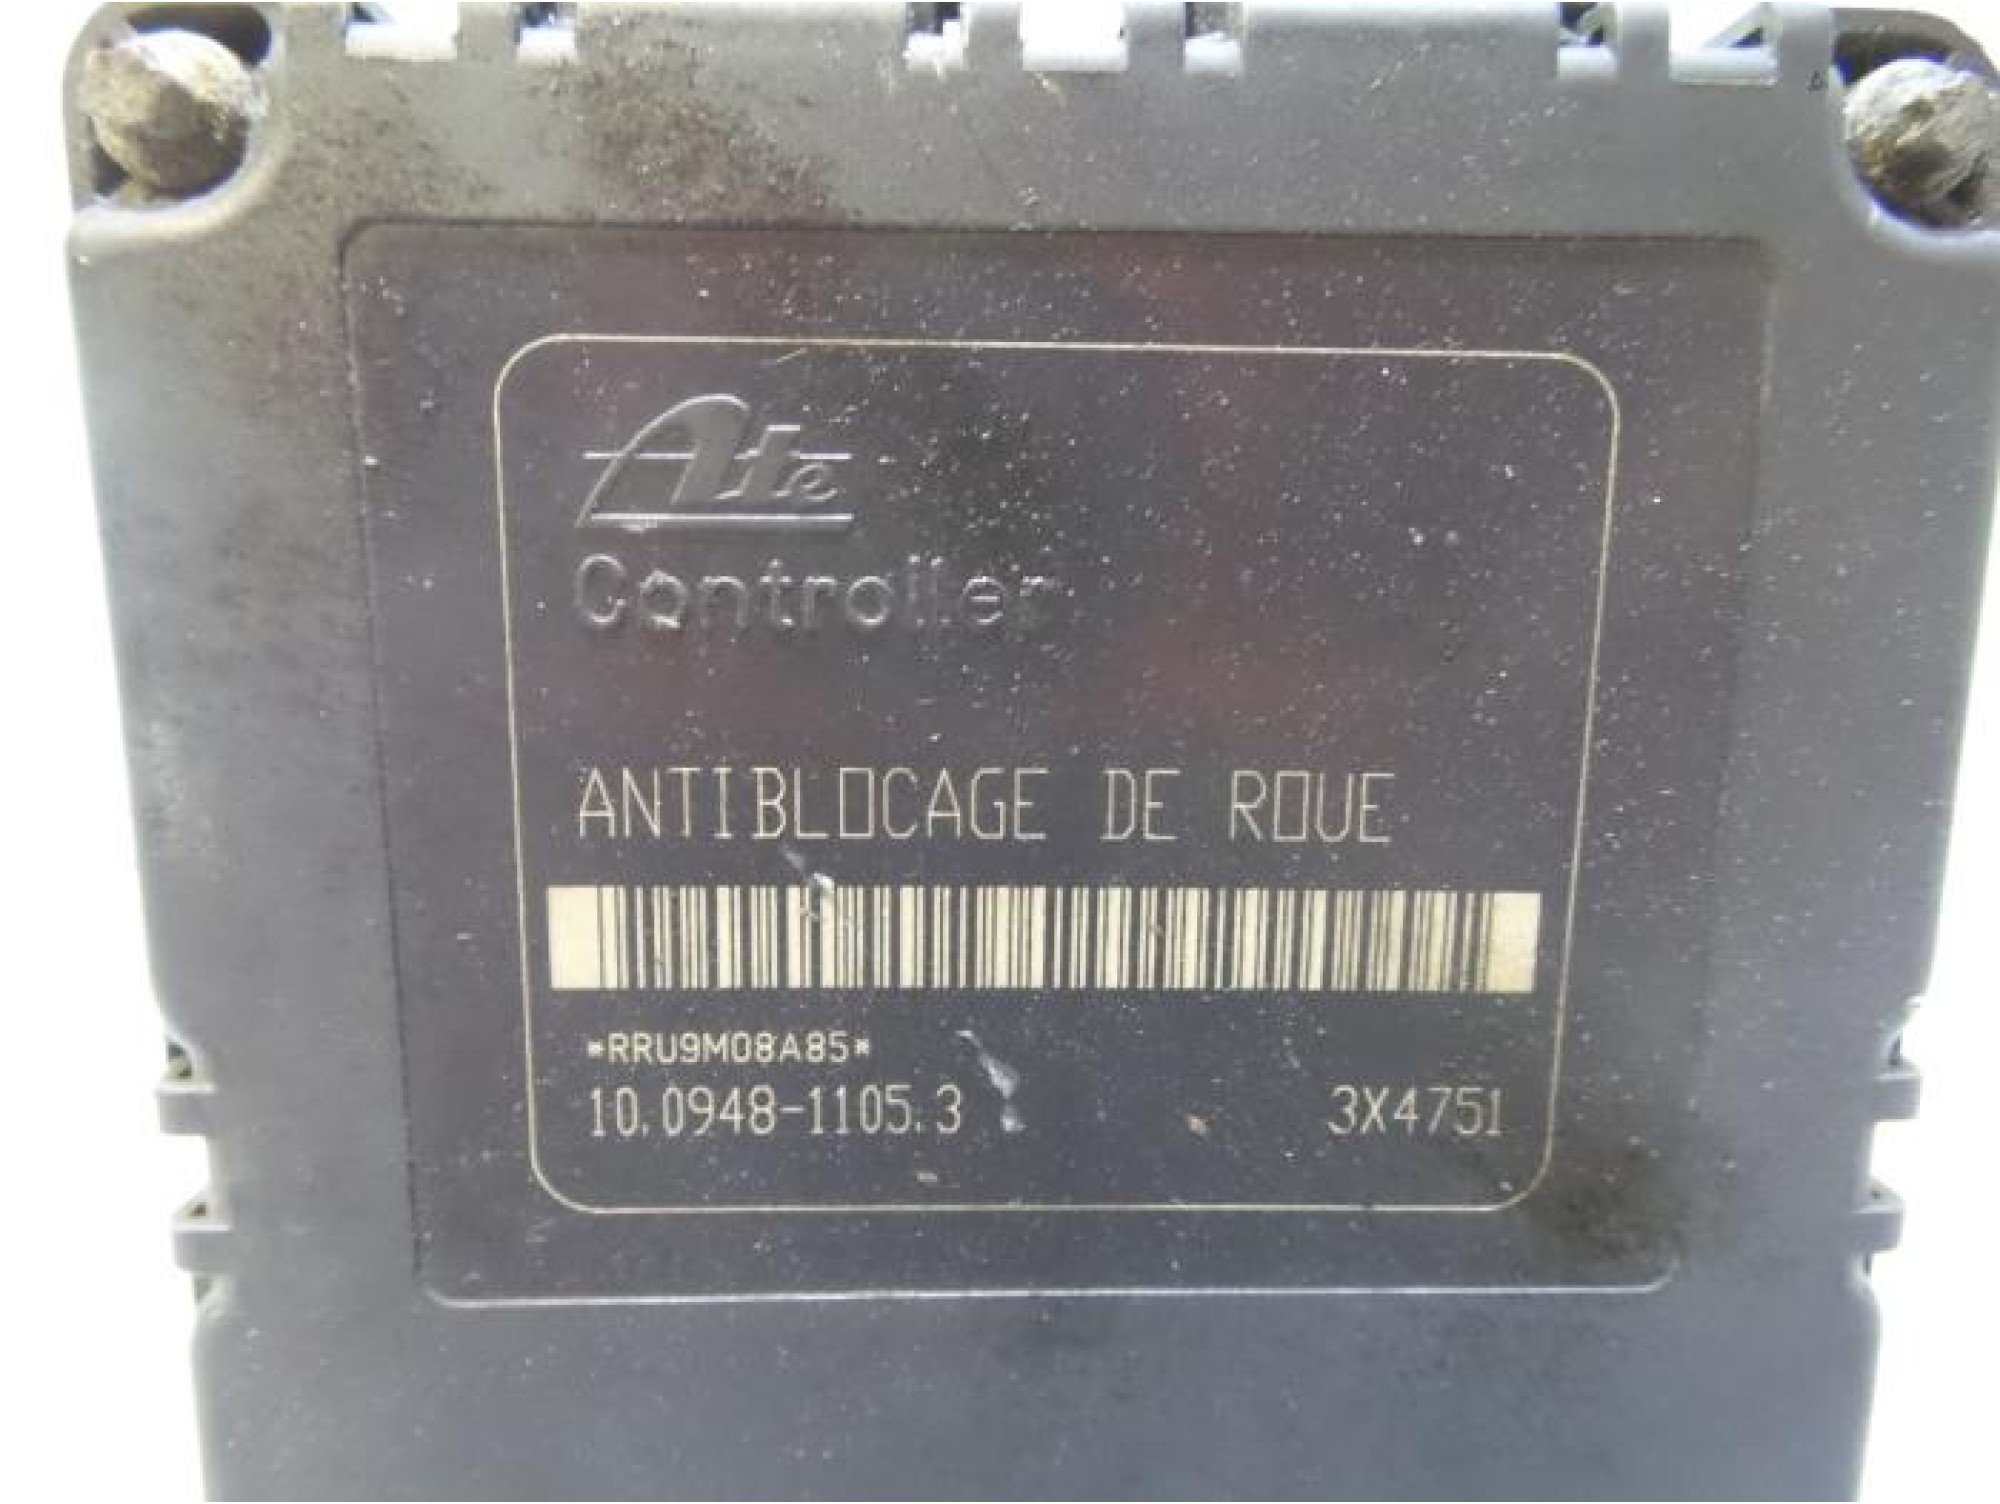 Ate
Controller
ANTIBLOCAGE DE ROUE
*RRU9M08A85*
10.0948-1105.3 3X4751